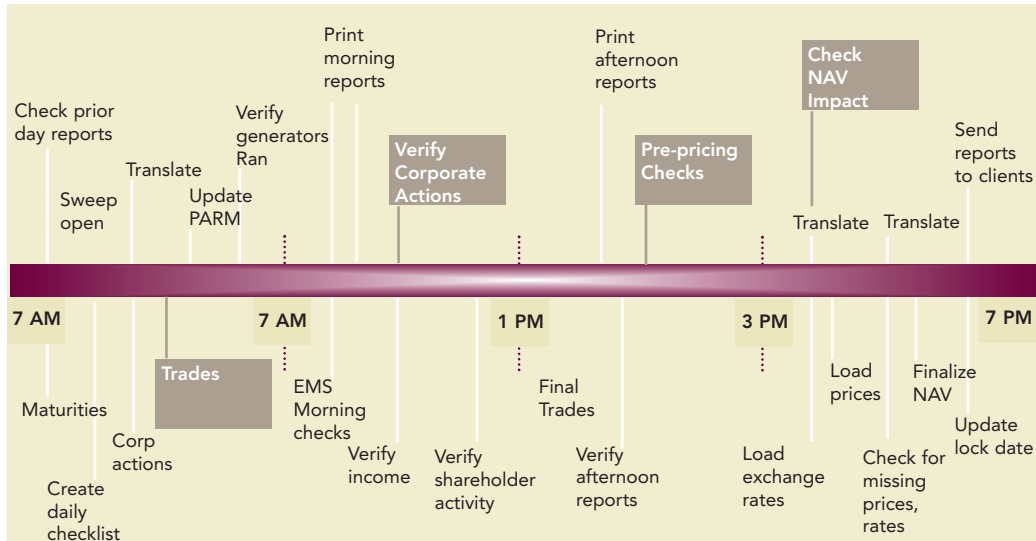 Print
morning
reports
Print
afternoon
reports
Check
NAV
Impact
Check prior
day reports
Verify
generators
Ran
Verify
Corporate
Actions
Pre-pricing
Checks
Send
reports
to clients
Translate
Sweep
open
Update
PARM
Translate
Translate
7 AM
7 AM
1 PM
3 PM
7 PM
Trades
Maturities
EMS
Morning
checks
Final
Trades
Load
prices
Finalize
NAV
Corp
actions
Verify
income
Verify
shareholder
activity
Verify
afternoon
reports
Load
exchange
rates
Check for
missing
prices,
rates
Update
lock date
Create
daily
checklist